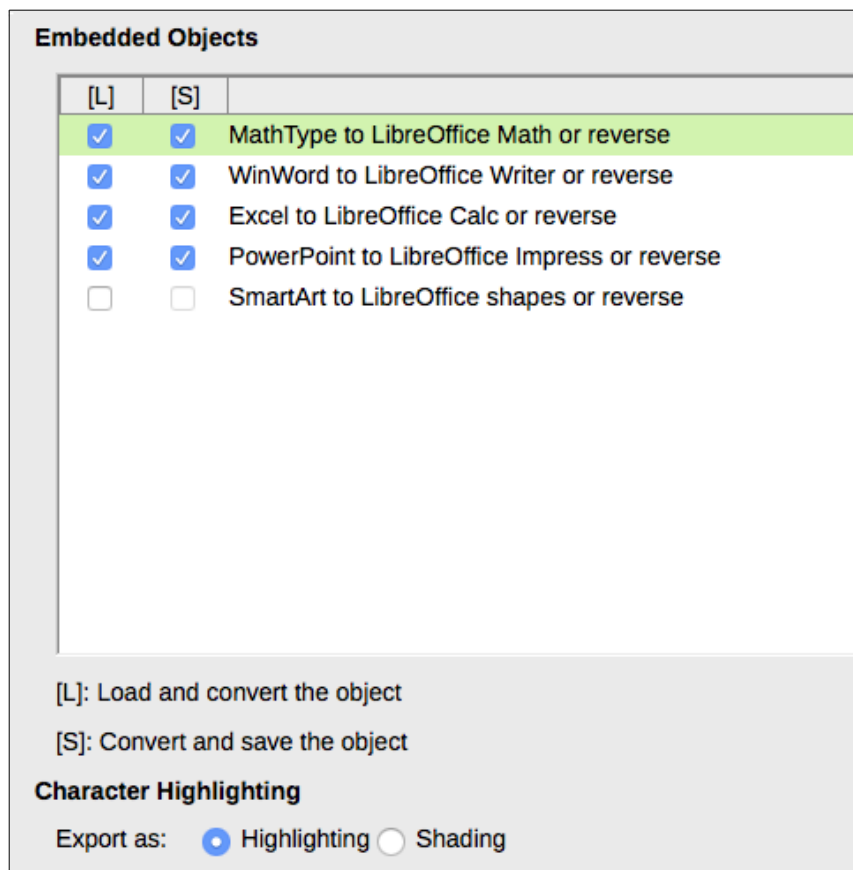 Embedded Objects
[L] [S]
MathType to LibreOffice Math or reverse
WinWord to LibreOffice Writer or reverse
Excel to LibreOffice Calc or reverse
PowerPoint to LibreOffice Impress or reverse
SmartArt to LibreOffice shapes or reverse
[L]: Load and convert the object
[S]: Convert and save the object
Character Highlighting
Export as: Highlighting Shading